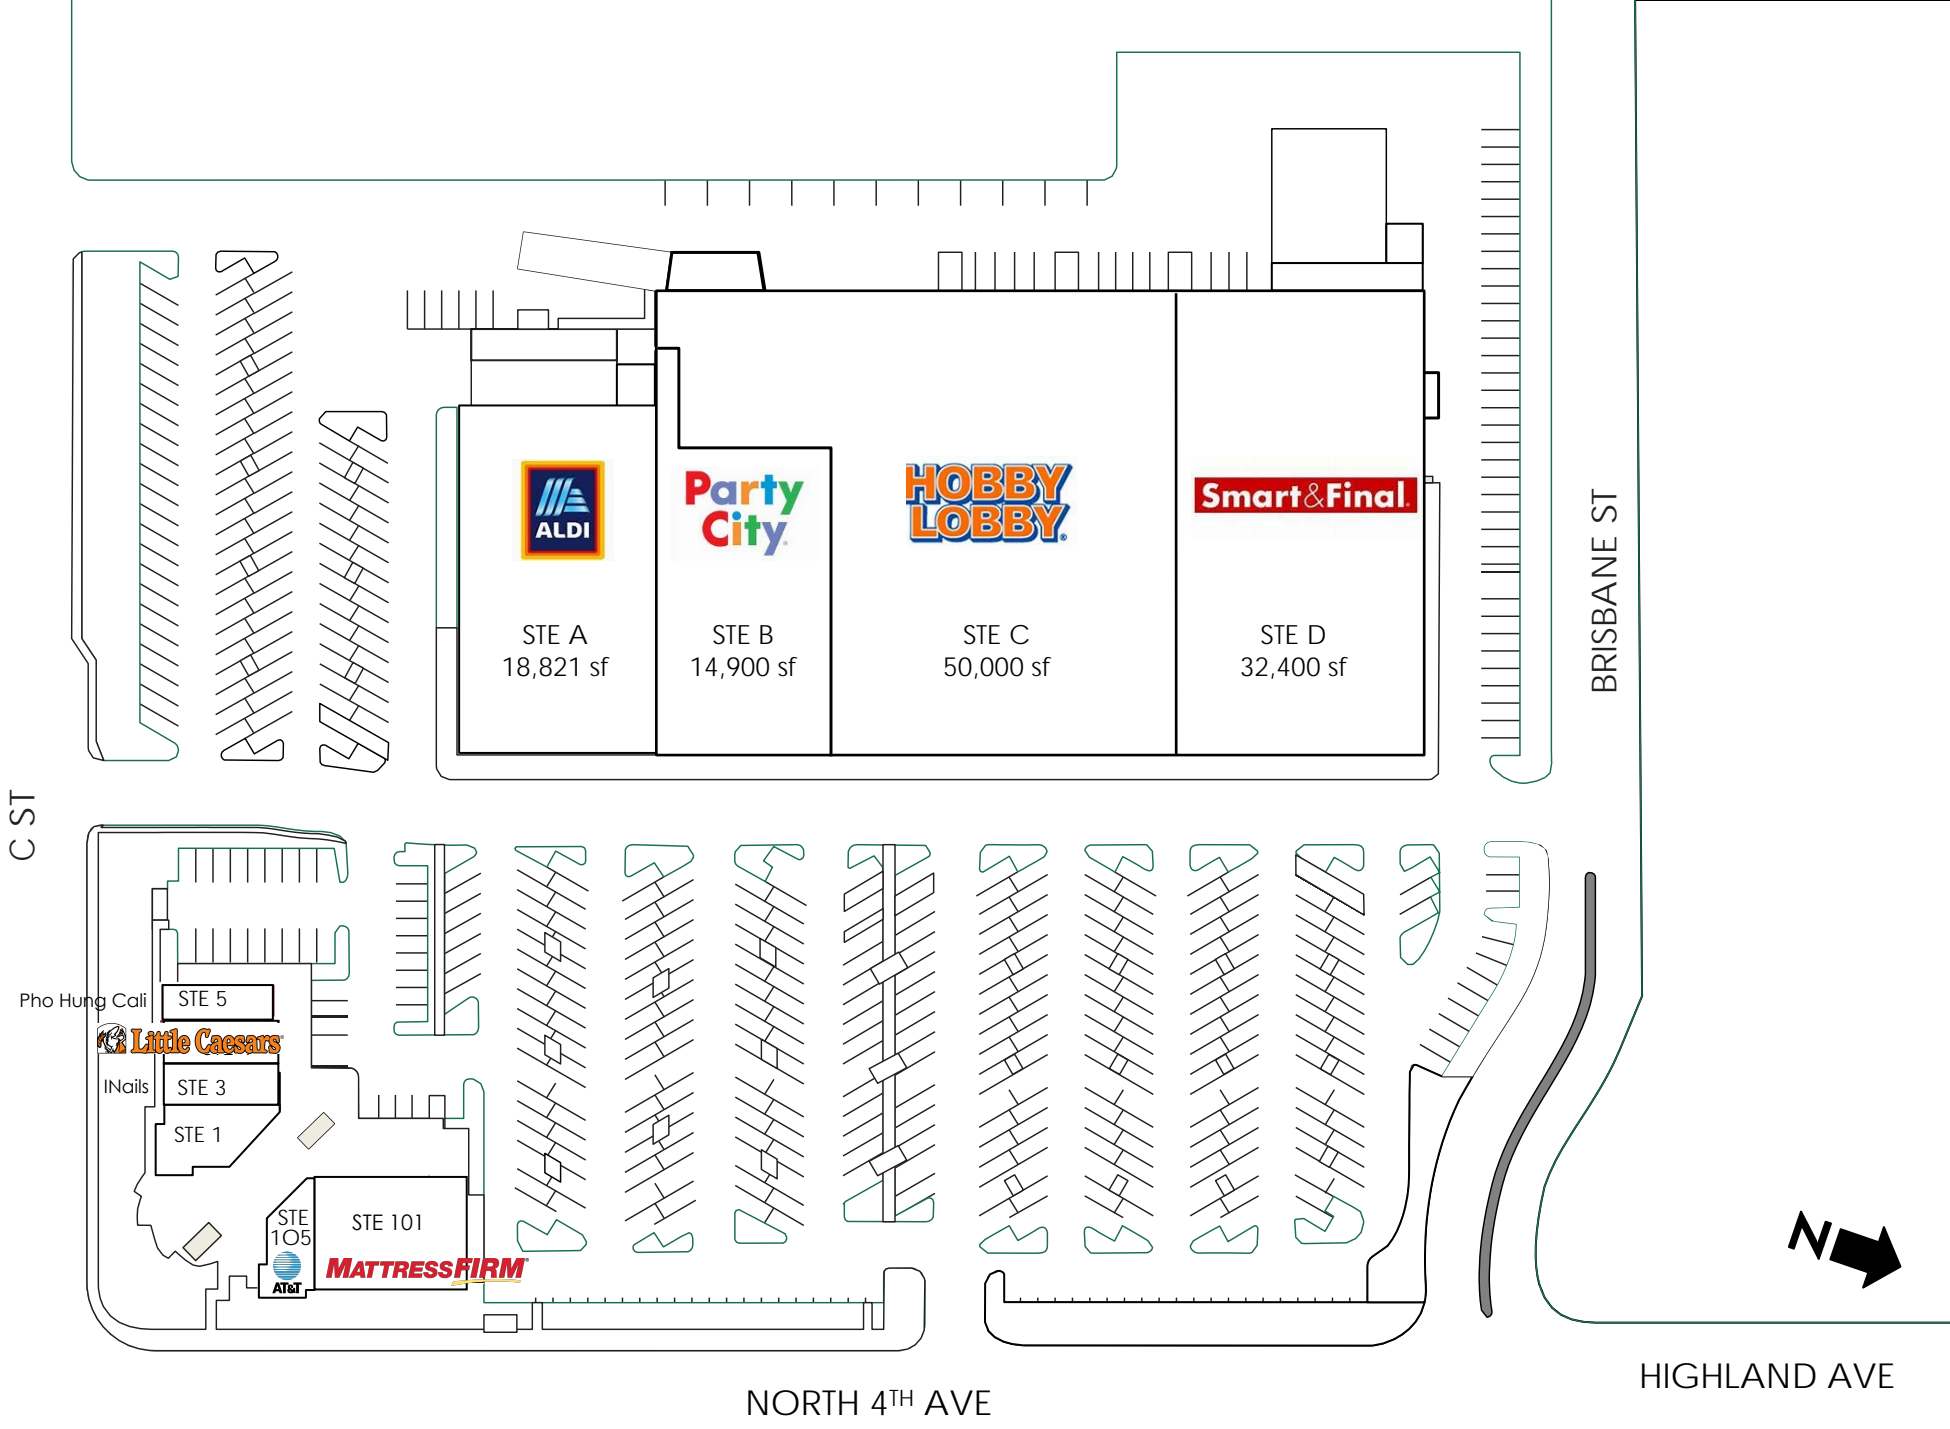 ALDI
Party
City
HOBBY
LOBBY
Smart&Final
STE A
18,821 sf
STE B
14,900 sf
STE C
50,000 sf
STE D
32,400 sf
BRISBANE ST
C ST
Pho Hung Cali
STE 5
Little Caesars
INails
STE 3
STE 1
STE
105
AT&T
STE 101
MATTRESSFIRM
N
NORTH 4TH AVE
HIGHLAND AVE